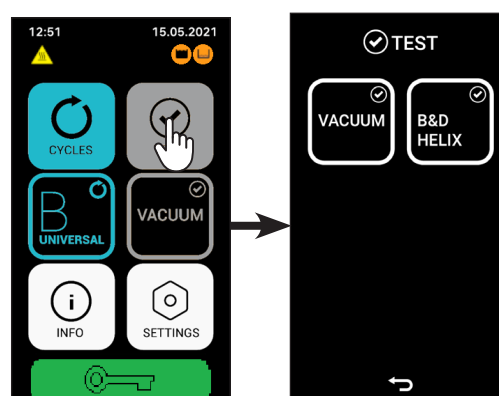 12:51 15.05.2021
CYCLES
B
UNIVERSAL
VACUUM
INFO
SETTINGS
TEST
VACUUM
B&D
HELIX